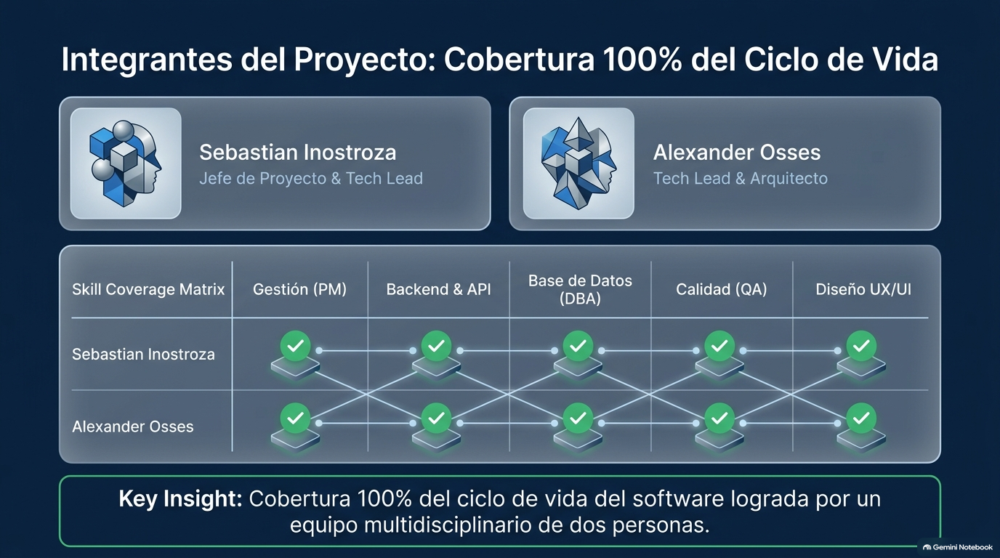 Integrantes del Proyecto: Cobertura 100% del Ciclo de Vida
Sebastian Inostroza
Jefe de Proyecto & Tech Lead
Alexander Osses
Tech Lead & Arquitecto
Skill Coverage Matrix
Gestión (PM)
Backend & API
Base de Datos
(DBA)
Calidad (QA)
Diseño UX/UI
Sebastian Inostroza
Alexander Osses
Key Insight: Cobertura 100% del ciclo de vida del software lograda por un
equipo multidisciplinario de dos personas.
Gemini Notebook